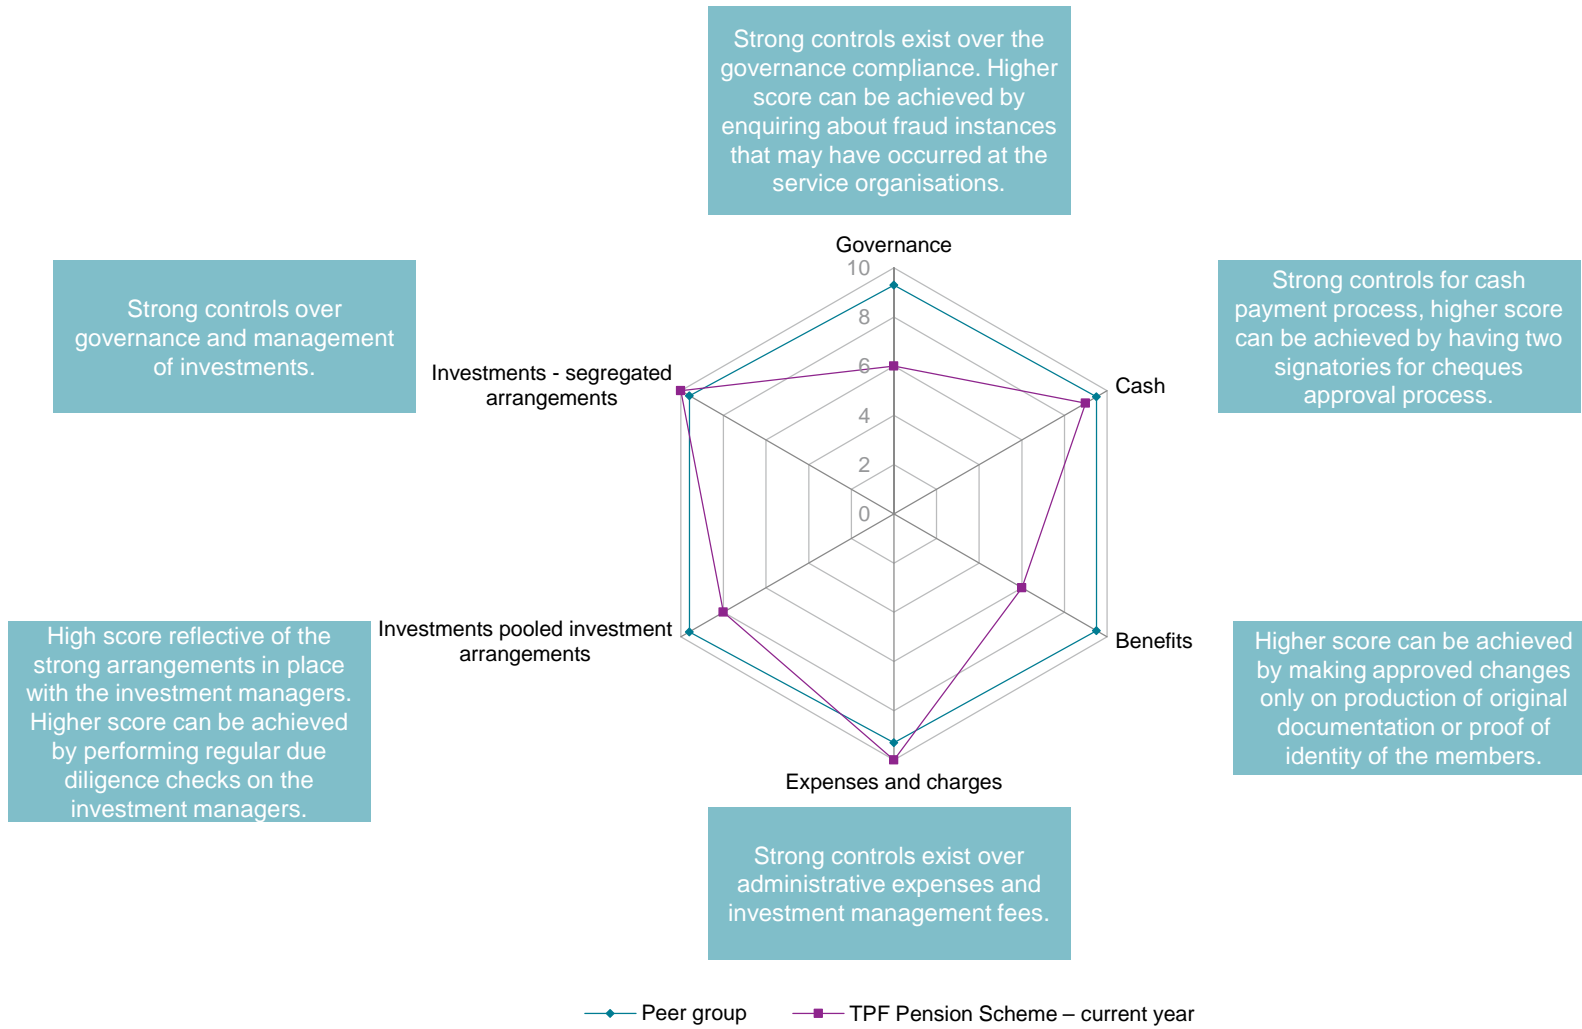 Strong controls exist over the
governance compliance. Higher
score can be achieved by
enquiring about fraud instances
that may have occurred at the
service organisations.
Strong controls over
governance and management
of investments.
Strong controls for cash
payment process, higher score
can be achieved by having two
signatories for cheques
approval process.
Governance
10
8
6
4
2
0
Investments - segregated
arrangements
Cash
Investments pooled investment
arrangements
Benefits
Expenses and charges
High score reflective of the
strong arrangements in place
with the investment managers.
Higher score can be achieved
by performing regular due
diligence checks on the
investment managers.
Higher score can be achieved
by making approved changes
only on production of original
documentation or proof of
identity of the members.
Strong controls exist over
administrative expenses and
investment management fees.
Peer group
TPF Pension Scheme – current year